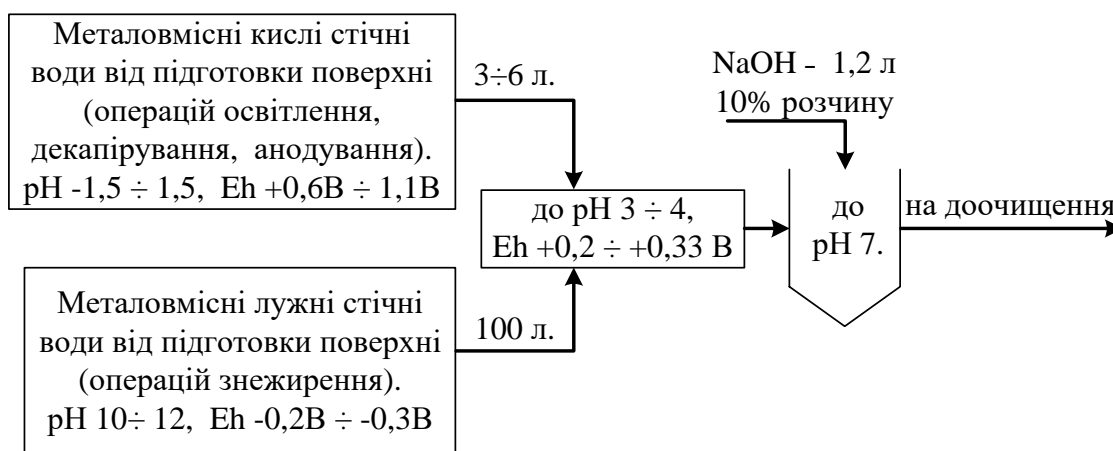 Металовмісні кислі стічні
води від підготовки поверхні
(операцій освітлення,
декапірування, анодування).
pH -1,5 ÷ 1,5, Eh +0,6В ÷ 1,1В
3÷6 л.
NaOH - 1,2 л
10% розчину
до pH 3 ÷ 4,
Eh +0,2 ÷ +0,33 В
до
pH 7.
на доочищення
Металовмісні лужні стічні
води від підготовки поверхні
(операцій знежирення).
pH 10÷ 12, Eh -0,2В ÷ -0,3В
100 л.